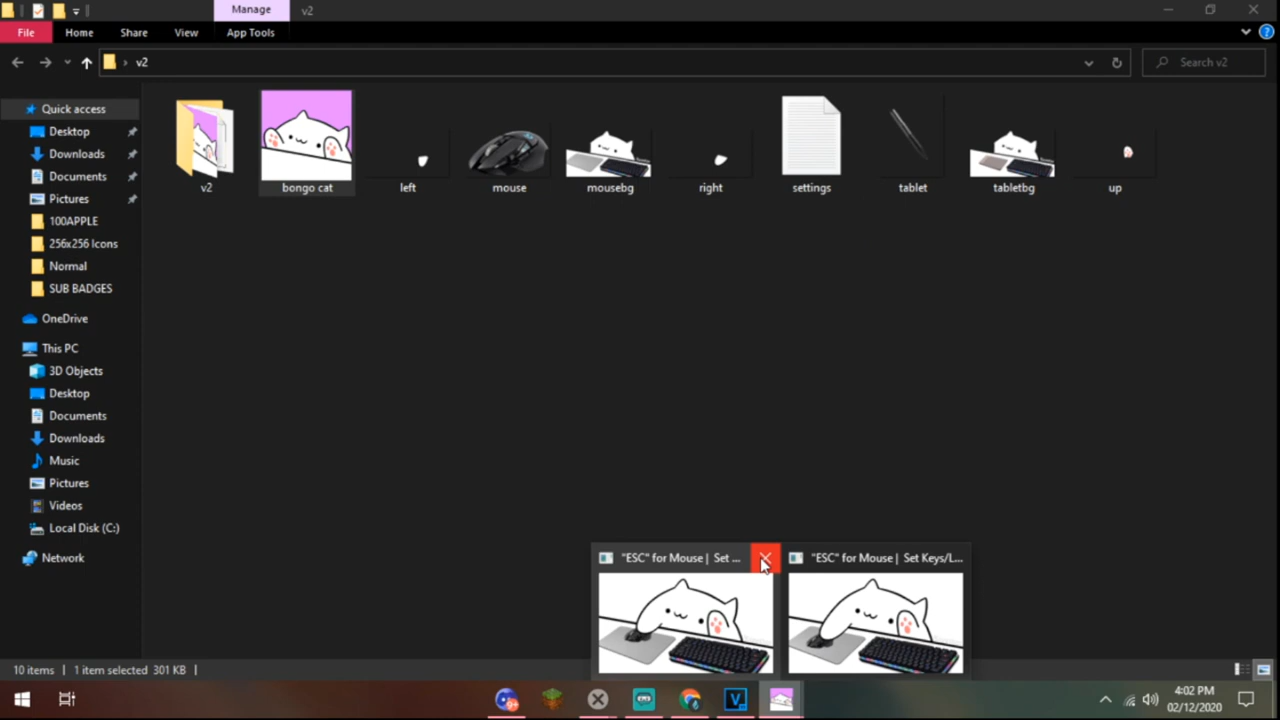 Manage
v2
File
Home
Share
View
App Tools
v2
Search v2
Quick access
Desktop
Downloads
Documents
Pictures
100APPLE
256x256 Icons
Normal
SUB BADGES
OneDrive
This PC
3D Objects
Desktop
Documents
Downloads
Music
Pictures
Videos
Local Disk (C:)
Network
v2
bongo cat
left
mouse
mousebg
right
settings
tablet
tabletbg
up
"ESC" for Mouse | Set ...
"ESC" for Mouse | Set Keys/L...
10 items
1 item selected 301 KB
4:02 PM
02/12/2020